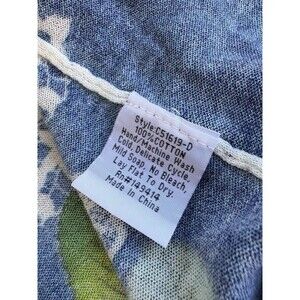 Style:C51619-D
100%COTTON
Hand/Machine Wash
Cold, Delicate Cycle,
Mild Soap. No Bleach,
Lay Flat To Dry.
Rn#149414
Made In China